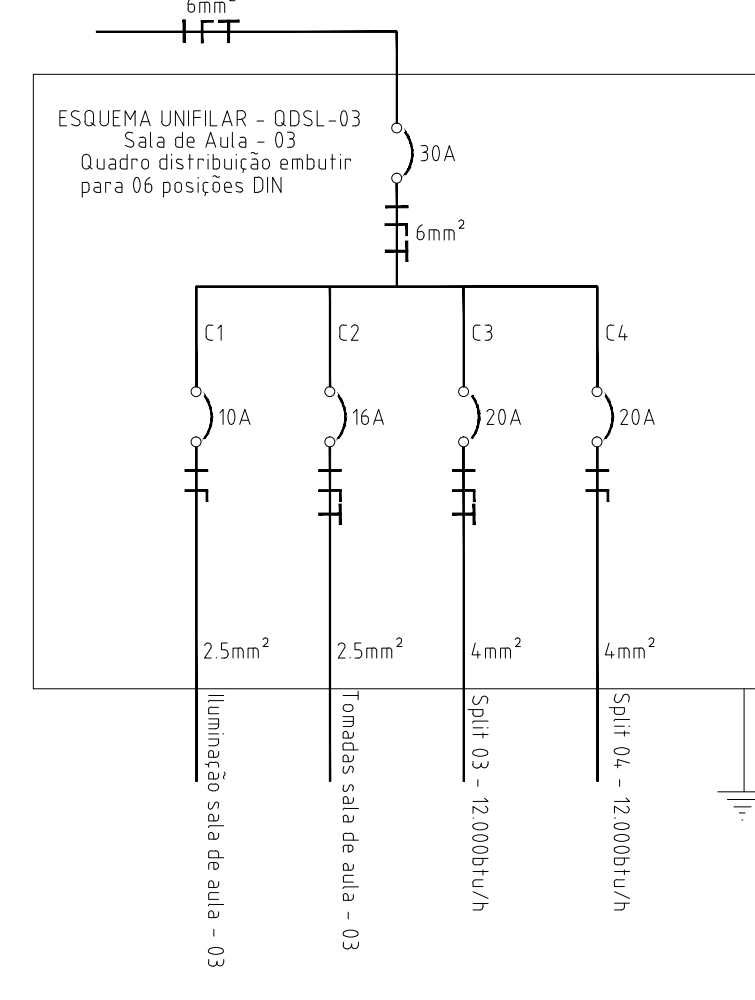 6mm²
ESQUEMA UNIFILAR - QDSL-03
Sala de Aula - 03
Quadro distribuição embutir
para 06 posições DIN
30A
6mm²
C1
C2
C3
C4
10A
16A
20A
20A
2.5mm²
2.5mm²
4mm²
4mm²
Iluminação sala de aula - 03
Tomadas sala de aula - 03
Split 03 - 12.000btu/h
Split 04 - 12.000btu/h